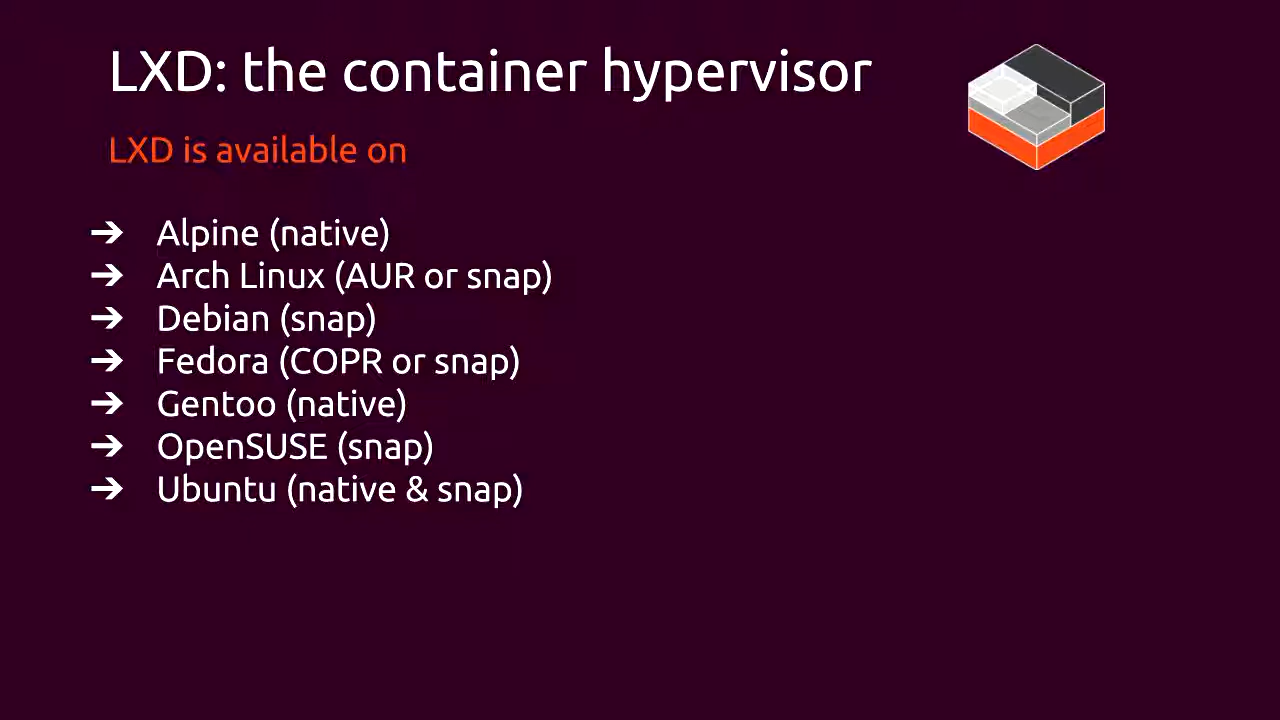 LXD: the container hypervisor
LXD is available on
➔ Alpine (native)
➔ Arch Linux (AUR or snap)
➔ Debian (snap)
➔ Fedora (COPR or snap)
➔ Gentoo (native)
➔ OpenSUSE (snap)
➔ Ubuntu (native & snap)